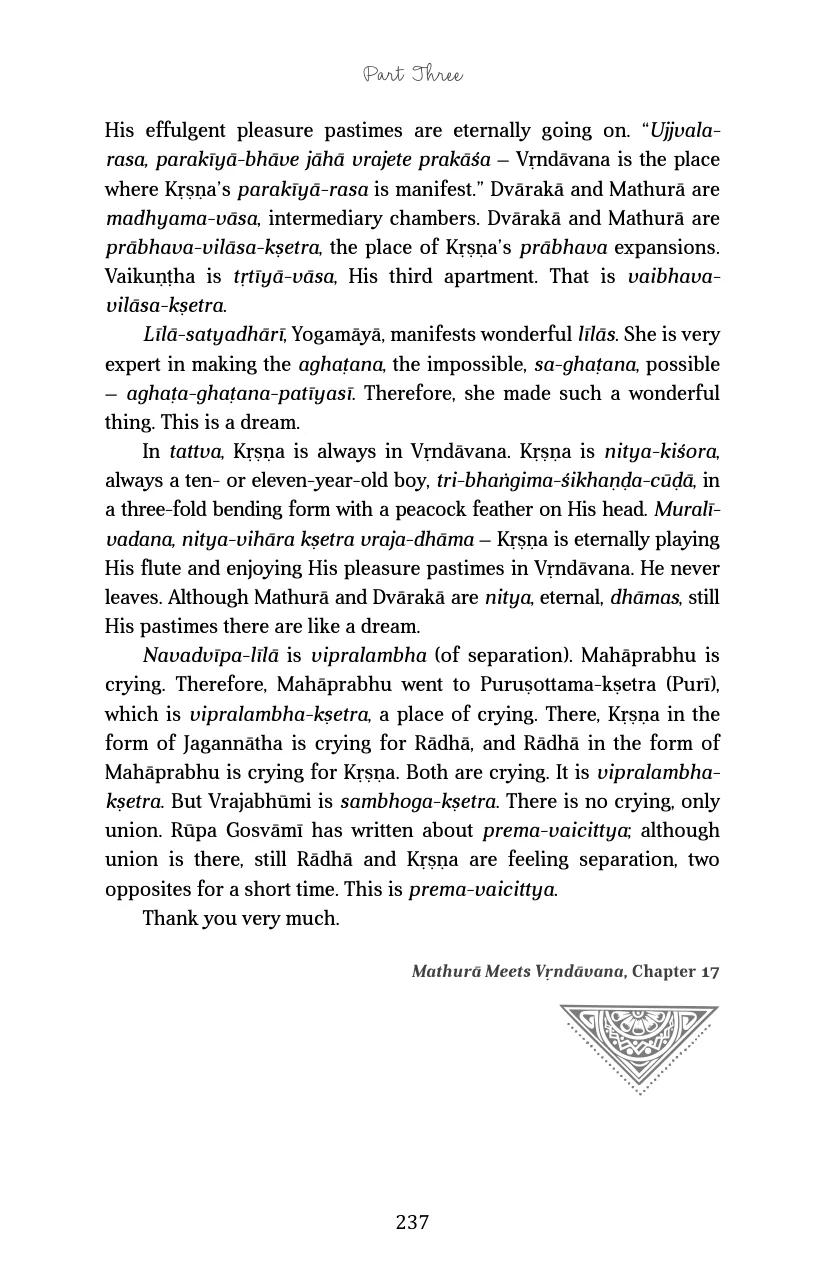 Part Three
His effulgent pleasure pastimes are eternally going on. “Ujjvala-
rasa, parakīyā-bhāve jāhā vrajete prakāśa – Vṛndāvana is the place
where Kṛṣṇa’s parakīyā-rasa is manifest.” Dvārakā and Mathurā are
madhyama-vāsa, intermediary chambers. Dvārakā and Mathurā are
prābhava-vilāsa-kṣetra, the place of Kṛṣṇa’s prābhava expansions.
Vaikuṇṭha is tṛtīyā-vāsa, His third apartment. That is vaibhava-
vilāsa-kṣetra.
Līlā-satyadhārī, Yogamāyā, manifests wonderful līlās. She is very
expert in making the aghaṭana, the impossible, sa-ghaṭana, possible
– aghaṭa-ghaṭana-patīyasī. Therefore, she made such a wonderful
thing. This is a dream.
In tattva, Kṛṣṇa is always in Vṛndāvana. Kṛṣṇa is nitya-kiśora,
always a ten- or eleven-year-old boy, tri-bhaṅgima-śikhaṇḍa-cūḍā, in
a three-fold bending form with a peacock feather on His head. Muralī-
vadana, nitya-vihāra kṣetra vraja-dhāma – Kṛṣṇa is eternally playing
His flute and enjoying His pleasure pastimes in Vṛndāvana. He never
leaves. Although Mathurā and Dvārakā are nitya, eternal, dhāmas, still
His pastimes there are like a dream.
Navadvīpa-līlā is vipralambha (of separation). Mahāprabhu is
crying. Therefore, Mahāprabhu went to Puruṣottama-kṣetra (Purī),
which is vipralambha-kṣetra, a place of crying. There, Kṛṣṇa in the
form of Jagannātha is crying for Rādhā, and Rādhā in the form of
Mahāprabhu is crying for Kṛṣṇa. Both are crying. It is vipralambha-
kṣetra. But Vrajabhūmi is sambhoga-kṣetra. There is no crying, only
union. Rūpa Gosvāmī has written about prema-vaicittya; although
union is there, still Rādhā and Kṛṣṇa are feeling separation, two
opposites for a short time. This is prema-vaicittya.
Thank you very much.
Mathurā Meets Vṛndāvana, Chapter 17
237